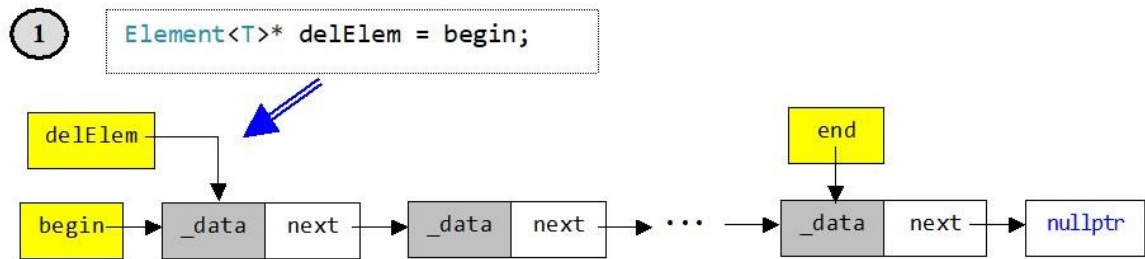 1
Element<T>* delElem = begin;
delElem
end
begin _data next _data next ... _data next nullptr